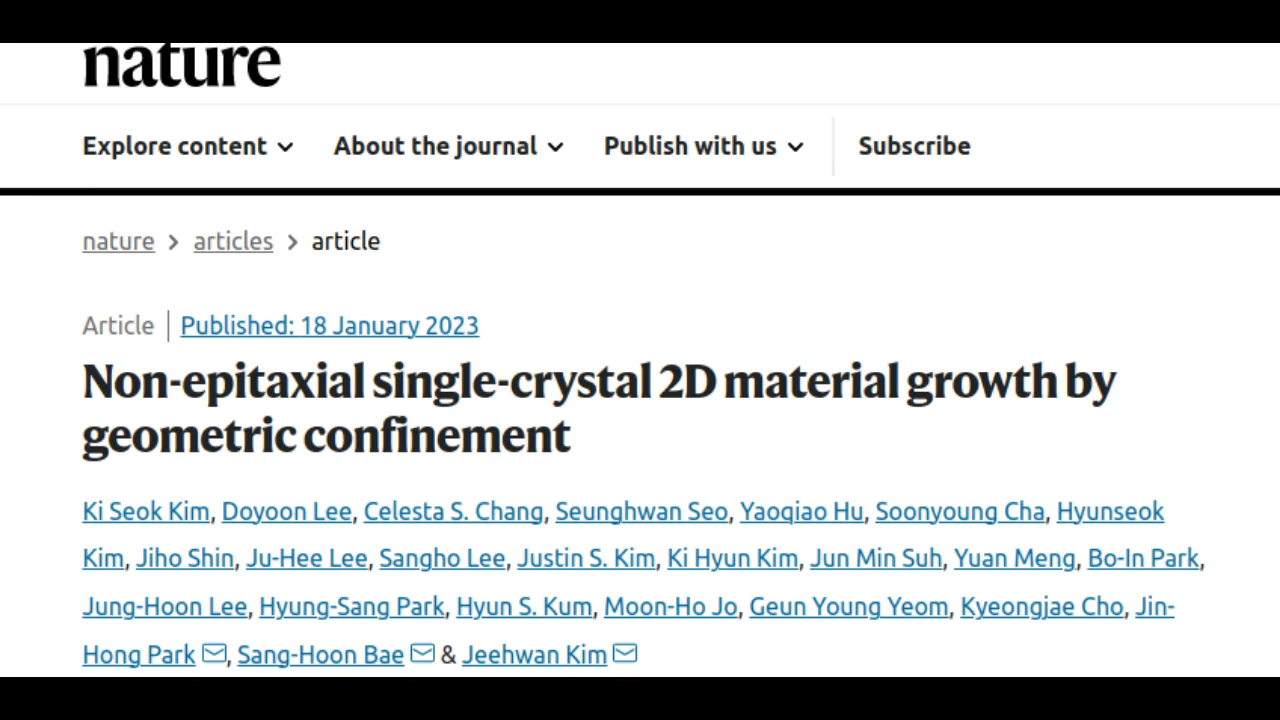 nature
Explore content About the journal Publish with us Subscribe
nature > articles > article
Article | Published: 18 January 2023
Non-epitaxial single-crystal 2D material growth by
geometric confinement
Ki Seok Kim, Doyoon Lee, Celesta S. Chang, Seunghwan Seo, Yaoqiao Hu, Soonyoung Cha, Hyunseok
Kim, Jiho Shin, Ju-Hee Lee, Sangho Lee, Justin S. Kim, Ki Hyun Kim, Jun Min Suh, Yuan Meng, Bo-In Park,
Jung-Hoon Lee, Hyung-Sang Park, Hyun S. Kum, Moon-Ho Jo, Geun Young Yeom, Kyeongjae Cho, Jin-
Hong Park, Sang-Hoon Bae & Jeehwan Kim